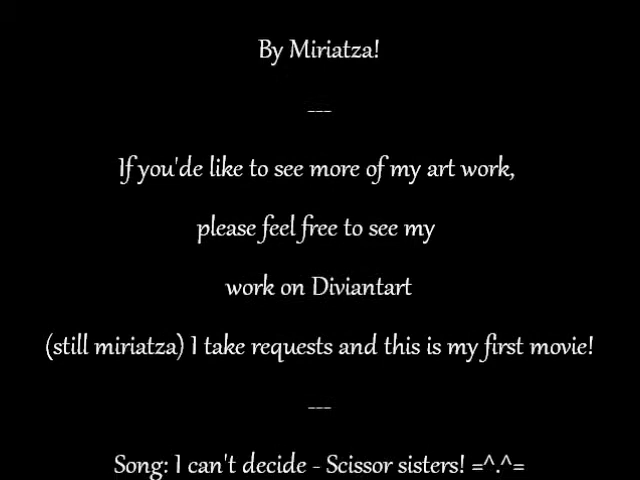 By Miriatza!
---
If you'de like to see more of my art work,
please feel free to see my
work on Diviantart
(still miriatza) I take requests and this is my first movie!
---
Song: I can't decide - Scissor sisters! =^.^=